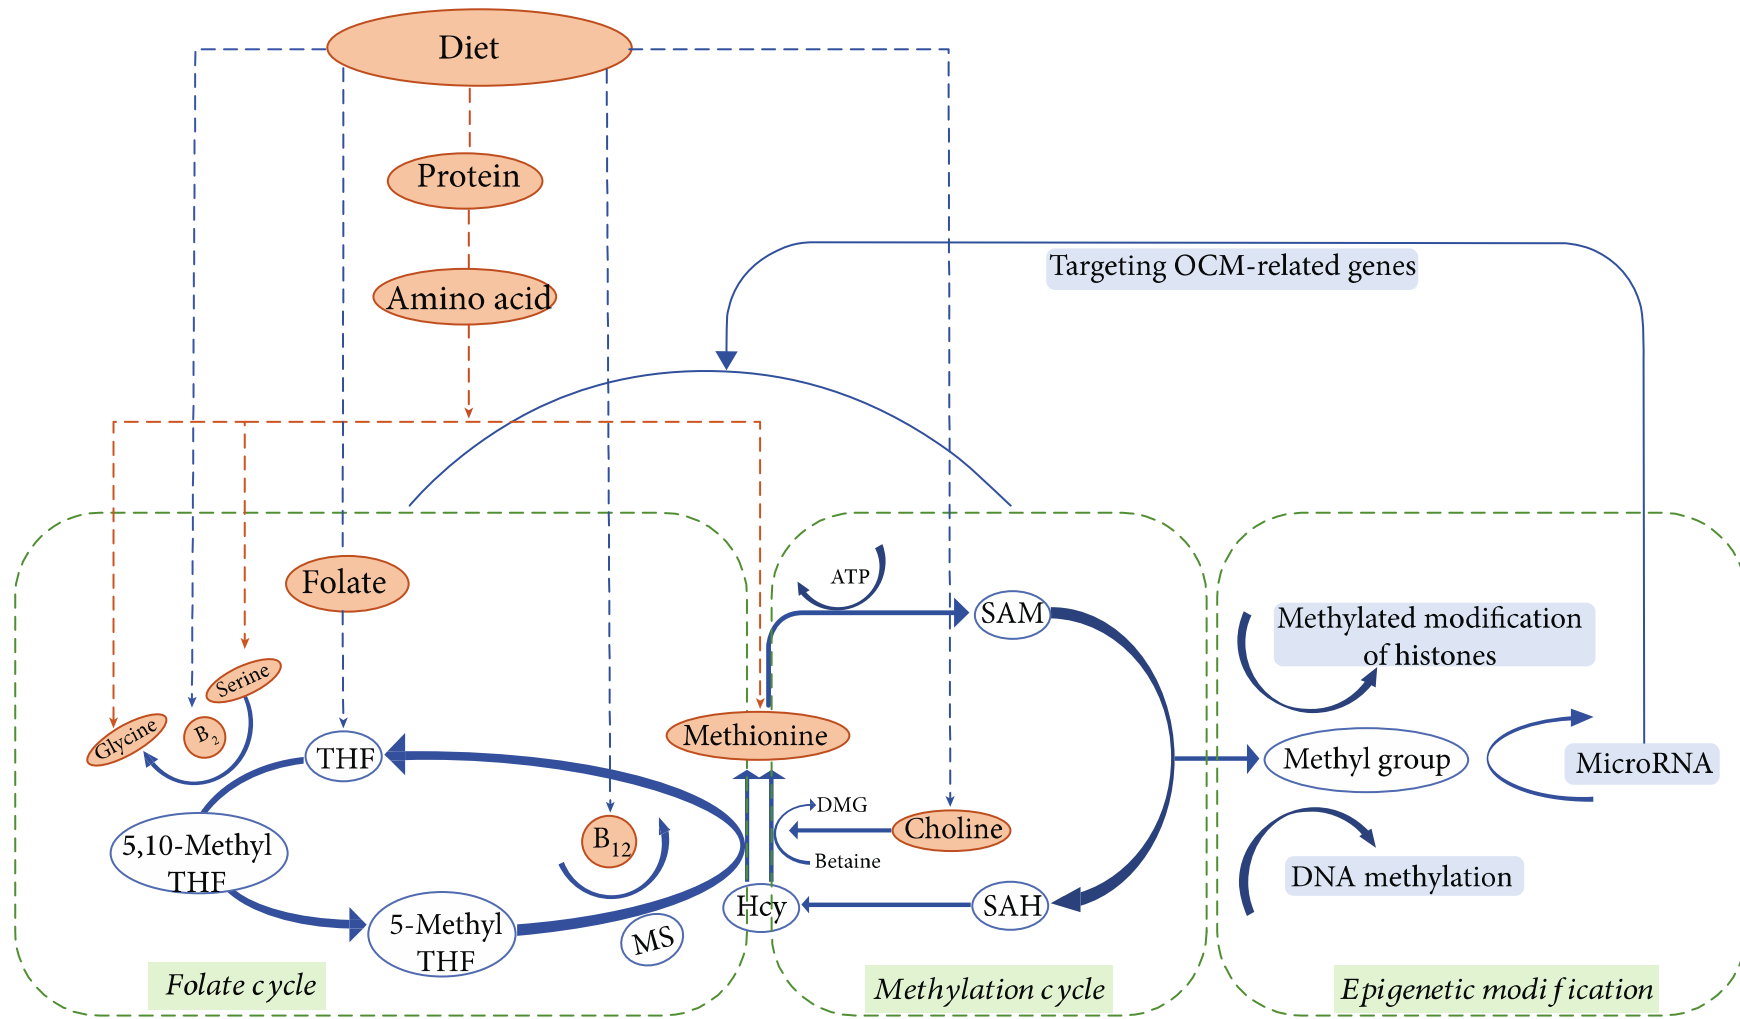 Diet
Protein
Amino acid
Targeting OCM-related genes
Folate
Serine
Glycine
B2
THF
5,10-Methyl
THF
5-Methyl
THF
B12
MS
Folate cycle
Methionine
ATP
SAM
DMG
Choline
Betaine
Hcy
SAH
Methylation cycle
Methylated modification
of histones
Methyl group
MicroRNA
DNA methylation
Epigenetic modification